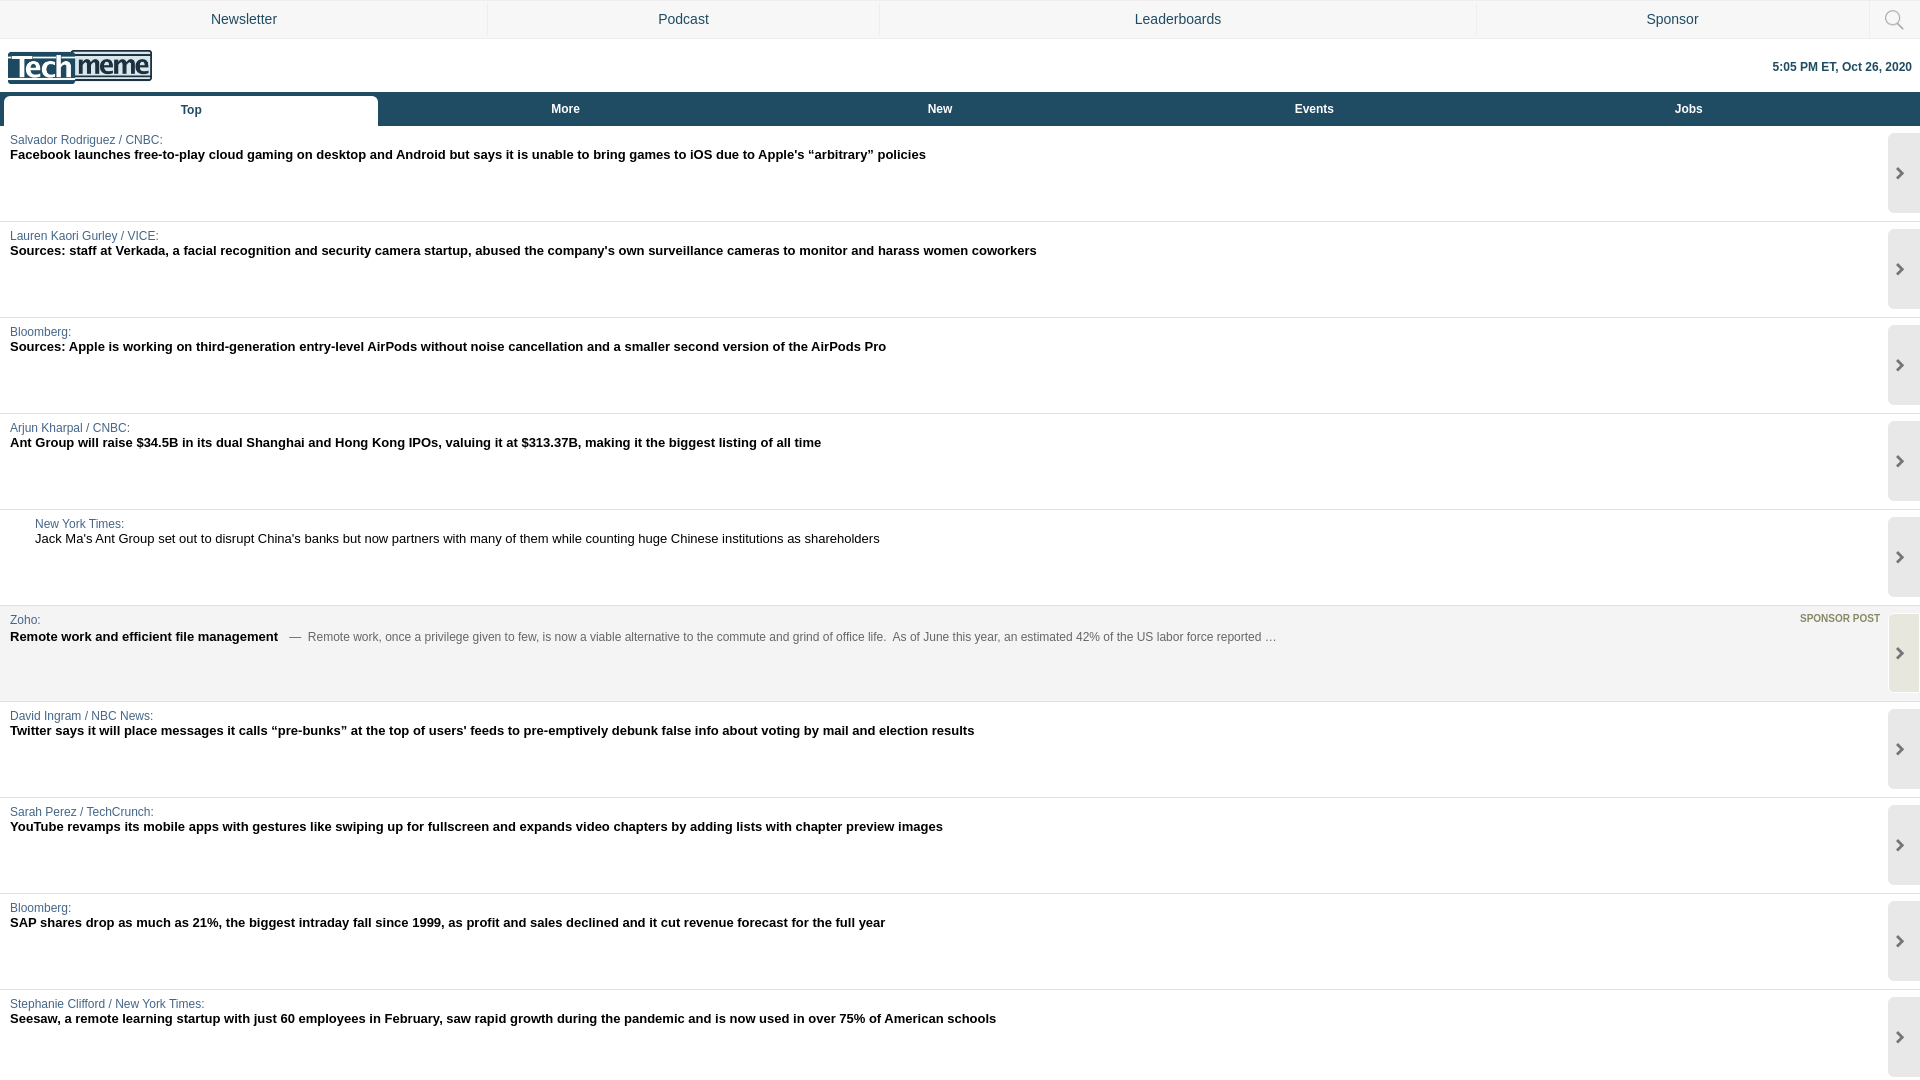 Newsletter
Podcast
Leaderboards
Sponsor
Techmeme
5:05 PM ET, Oct 26, 2020
Top
More
New
Events
Jobs
Salvador Rodriguez / CNBC:
Facebook launches free-to-play cloud gaming on desktop and Android but says it is unable to bring games to iOS due to Apple's “arbitrary” policies
Lauren Kaori Gurley / VICE:
Sources: staff at Verkada, a facial recognition and security camera startup, abused the company's own surveillance cameras to monitor and harass women coworkers
Bloomberg:
Sources: Apple is working on third-generation entry-level AirPods without noise cancellation and a smaller second version of the AirPods Pro
Arjun Kharpal / CNBC:
Ant Group will raise $34.5B in its dual Shanghai and Hong Kong IPOs, valuing it at $313.37B, making it the biggest listing of all time
New York Times:
Jack Ma's Ant Group set out to disrupt China's banks but now partners with many of them while counting huge Chinese institutions as shareholders
Zoho:
SPONSOR POST
Remote work and efficient file management — Remote work, once a privilege given to few, is now a viable alternative to the commute and grind of office life. As of June this year, an estimated 42% of the US labor force reported …
David Ingram / NBC News:
Twitter says it will place messages it calls “pre-bunks” at the top of users' feeds to pre-emptively debunk false info about voting by mail and election results
Sarah Perez / TechCrunch:
YouTube revamps its mobile apps with gestures like swiping up for fullscreen and expands video chapters by adding lists with chapter preview images
Bloomberg:
SAP shares drop as much as 21%, the biggest intraday fall since 1999, as profit and sales declined and it cut revenue forecast for the full year
Stephanie Clifford / New York Times:
Seesaw, a remote learning startup with just 60 employees in February, saw rapid growth during the pandemic and is now used in over 75% of American schools